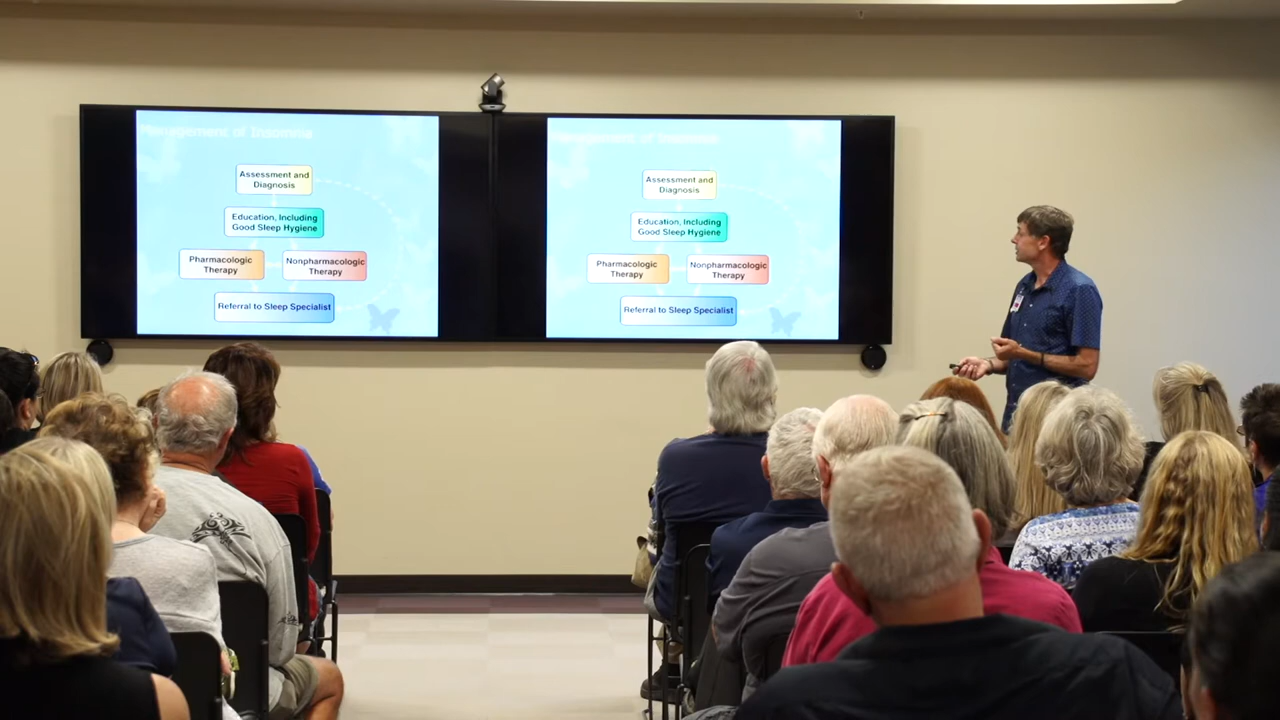 Management of Insomnia
Assessment and
Diagnosis
Education, Including
Good Sleep Hygiene
Pharmacologic
Therapy
Nonpharmacologic
Therapy
Referral to Sleep Specialist
Management of Insomnia
Assessment and
Diagnosis
Education, Including
Good Sleep Hygiene
Pharmacologic
Therapy
Nonpharmacologic
Therapy
Referral to Sleep Specialist